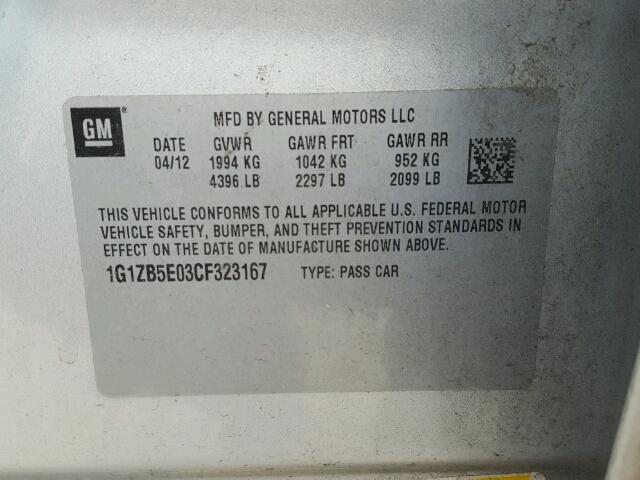 GM ®
MFD BY GENERAL MOTORS LLC
DATE GVWR GAWR FRT GAWR RR
04/12 1994 KG 1042 KG 952 KG
4396 LB 2297 LB 2099 LB
THIS VEHICLE CONFORMS TO ALL APPLICABLE U.S. FEDERAL MOTOR
VEHICLE SAFETY, BUMPER, AND THEFT PREVENTION STANDARDS IN
EFFECT ON THE DATE OF MANUFACTURE SHOWN ABOVE.
1G1ZB5E03CF323167 TYPE: PASS CAR